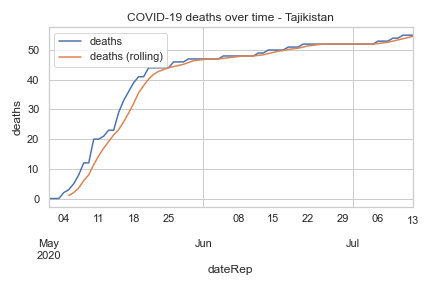 COVID-19 deaths over time - Tajikistan
deaths
deaths (rolling)
deaths
50
40
30
20
10
0
04 11 18 25 08 15 22 29 06 13
May Jun Jul
2020
dateRep